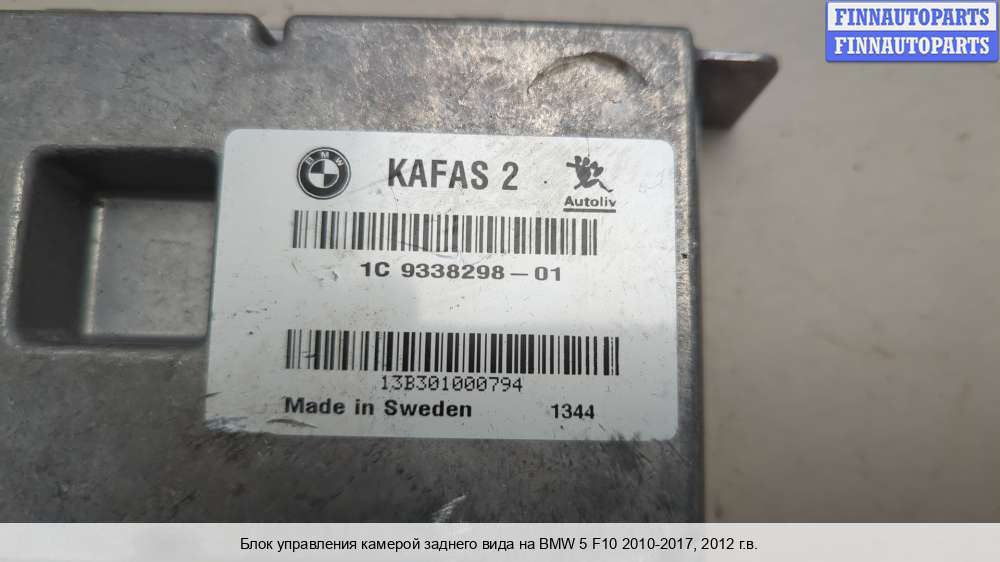 FINNAUTOPARTS
FINNAUTOPARTS
BMW
KAFAS 2
Autoliv
1C 9338298-01
13B301000794
Made in Sweden 1344
Блок управления камерой заднего вида на BMW 5 F10 2010-2017, 2012 г.в.